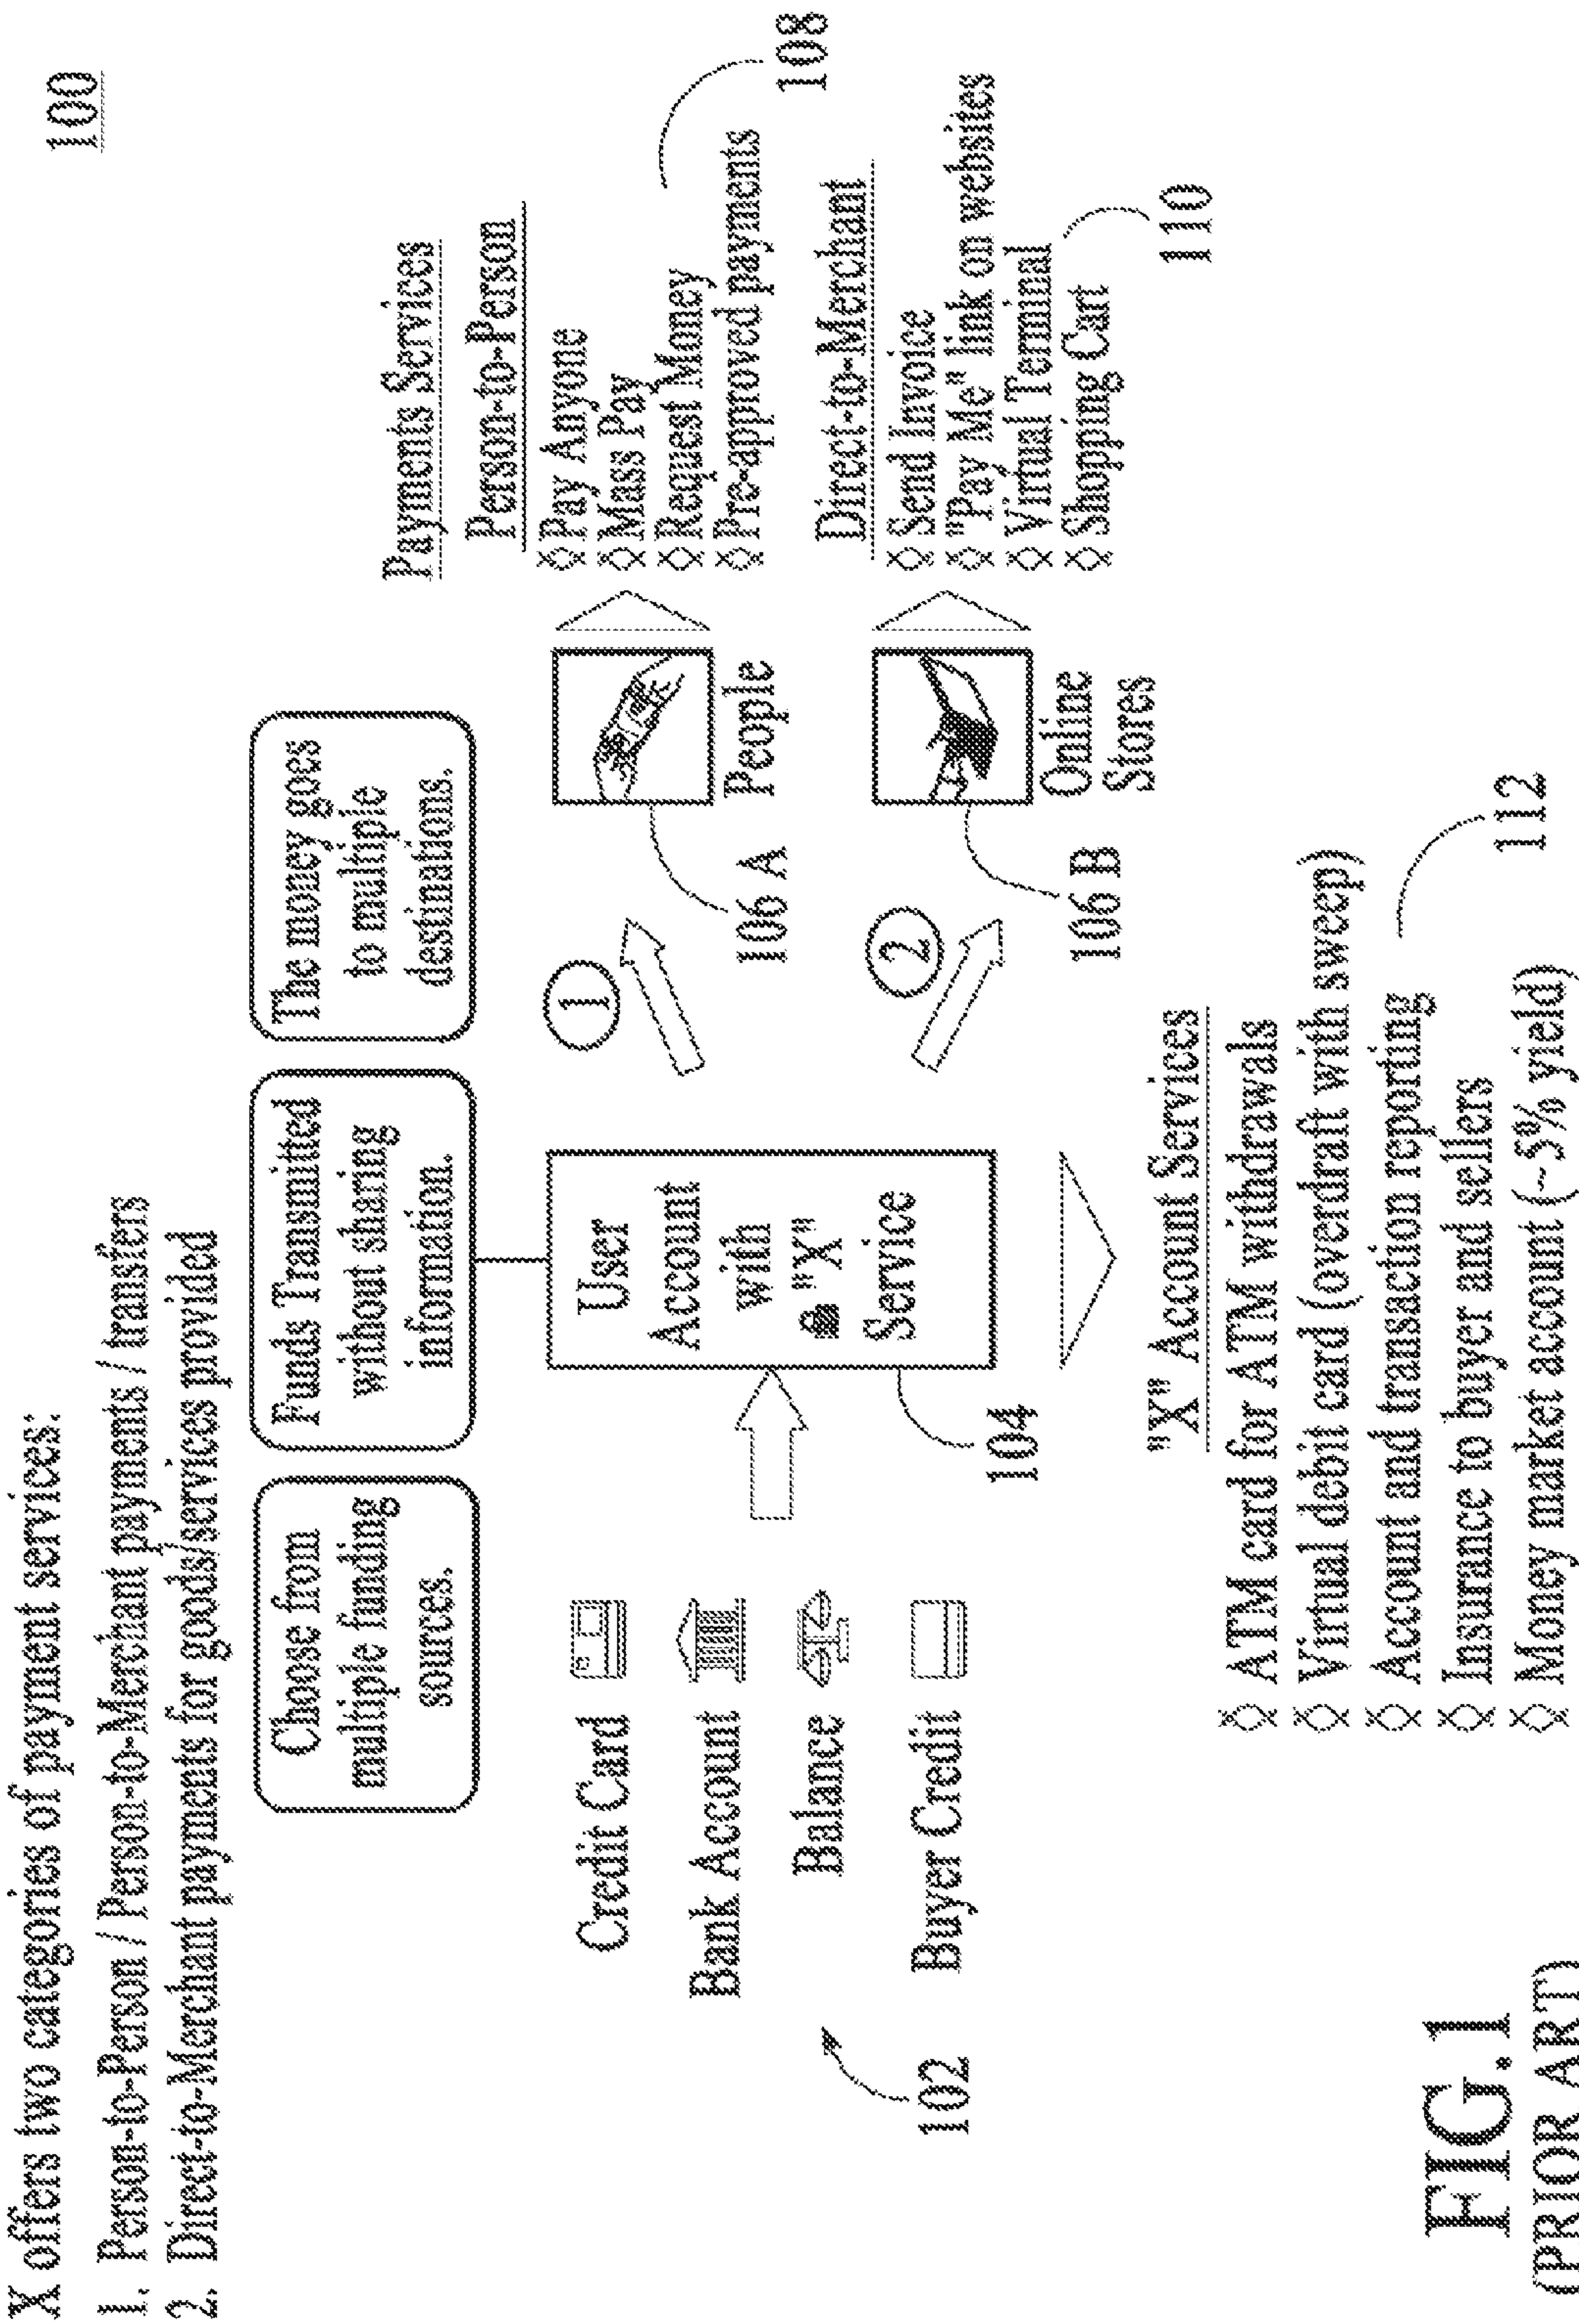 100
X offers two categories of payment services:
1. Person-to-Person / Person-to-Merchant payments / transfers
2. Direct-to-Merchant payments for goods/services provided
Choose from
multiple funding
sources.
Funds Transmitted
without sharing
information.
The money goes
to multiple
destinations.
Credit Card
Bank Account
Balance
Buyer Credit
102
User
Account
with
"X"
Service
104
1
2
People
106 A
Online
Stores
106 B
Payments Services
Person-to-Person
Pay Anyone
Mass Pay
Request Money
Pre-approved payments
108
Direct-to-Merchant
Send Invoice
"Pay Me" link on websites
Virtual Terminal
Shopping Cart
110
"X" Account Services
ATM card for ATM withdrawals
Virtual debit card (overdraft with sweep)
Account and transaction reporting
Insurance to buyer and sellers
Money market account (~5% yield)
112
FIG.1
(PRIOR ART)